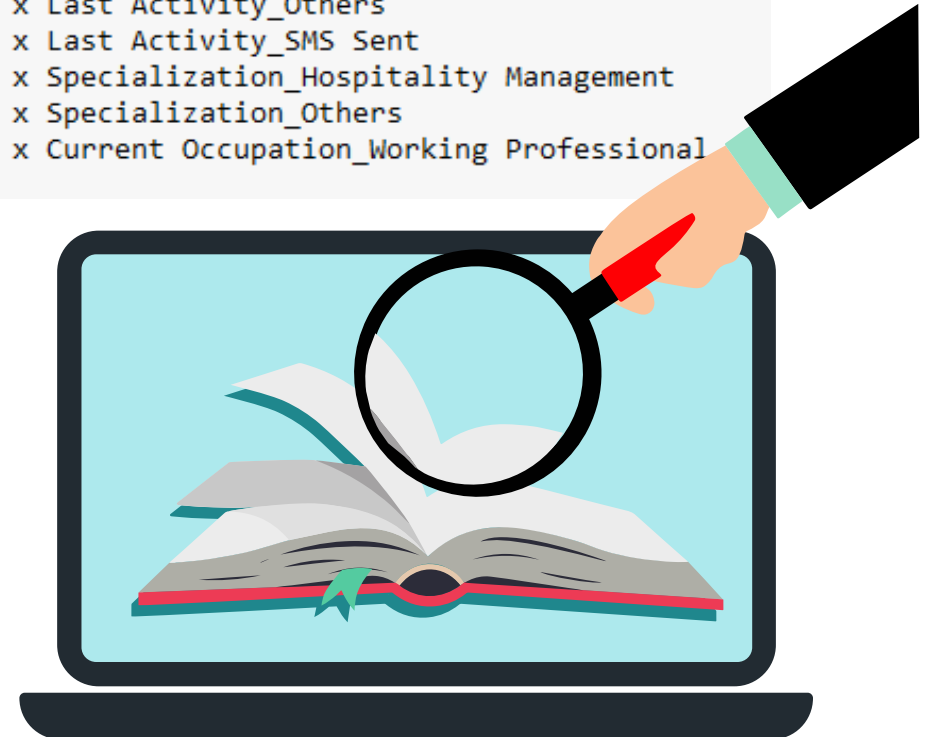 x Last Activity_Others
x Last Activity_SMS Sent
x Specialization_Hospitality Management
x Specialization_Others
x Current Occupation_Working Professional